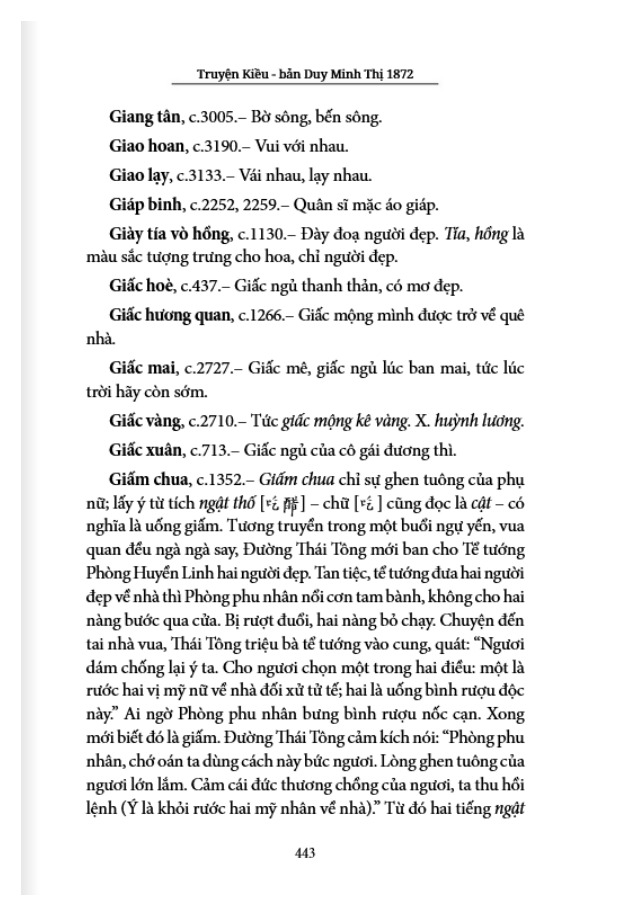 Truyện Kiều - bản Duy Minh Thị 1872
Giang tân, c.3005.– Bờ sông, bến sông.
Giao hoan, c.3190.– Vui với nhau.
Giao lạy, c.3133.– Vái nhau, lạy nhau.
Giáp binh, c.2252, 2259.– Quân sĩ mặc áo giáp.
Giày tía vò hồng, c.1130.– Đày đoạ người đẹp. Tía, hồng là
màu sắc tượng trưng cho hoa, chỉ người đẹp.
Giấc hoè, c.437.– Giấc ngủ thanh thản, có mơ đẹp.
Giấc hương quan, c.1266.– Giấc mộng mình được trở về quê
nhà.
Giấc mai, c.2727.– Giấc mê, giấc ngủ lúc ban mai, tức lúc
trời hãy còn sớm.
Giấc vàng, c.2710.– Tức giấc mộng kê vàng. X. huỳnh lương.
Giấc xuân, c.713.– Giấc ngủ của cô gái đương thì.
Giấm chua, c.1352.– Giấm chua chỉ sự ghen tuông của phụ
nữ; lấy ý từ tích ngật thố [吃 醋] – chữ [吃] cũng đọc là cật – có
nghĩa là uống giấm. Tương truyền trong một buổi ngự yến, vua
quan đều ngà ngà say, Đường Thái Tông mới ban cho Tể tướng
Phòng Huyền Linh hai người đẹp. Tan tiệc, tể tướng đưa hai người
đẹp về nhà thì Phòng phu nhân nổi cơn tam bành, không cho hai
nàng bước qua cửa. Bị rượt đuổi, hai nàng bỏ chạy. Chuyện đến
tai nhà vua, Thái Tông triệu bà tể tướng vào cung, quát: “Ngươi
dám chống lại ý ta. Cho ngươi chọn một trong hai điều: một là
rước hai vị mỹ nữ về nhà đối xử tử tế; hai là uống bình rượu độc
này.” Ai ngờ Phòng phu nhân bưng bình rượu nốc cạn. Xong
mới biết đó là giấm. Đường Thái Tông cảm kích nói: “Phòng phu
nhân, chớ oán ta dùng cách này bức ngươi. Lòng ghen tuông của
ngươi lớn lắm. Cảm cái đức thương chồng của ngươi, ta thu hồi
lệnh (Ý là khỏi rước hai mỹ nhân về nhà).” Từ đó hai tiếng ngật
443